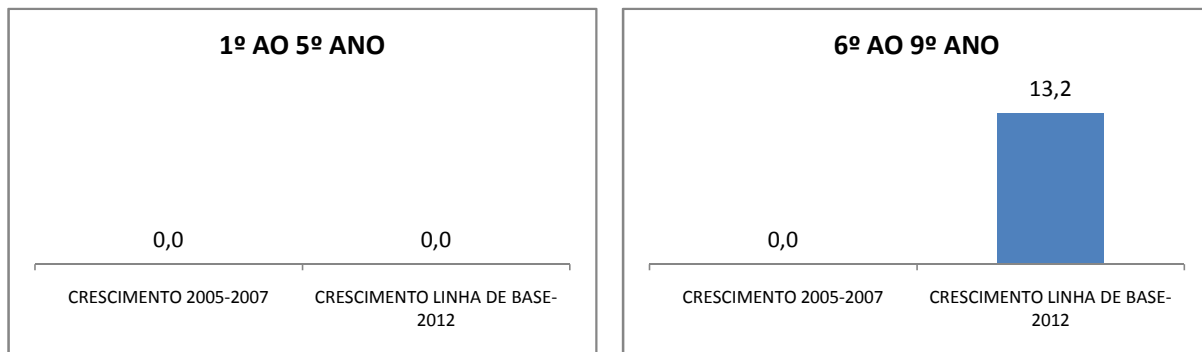 1º AO 5º ANO
0,0
0,0
CRESCIMENTO 2005-2007
CRESCIMENTO LINHA DE BASE-
2012
6º AO 9º ANO
13,2
0,0
CRESCIMENTO 2005-2007
CRESCIMENTO LINHA DE BASE-
2012